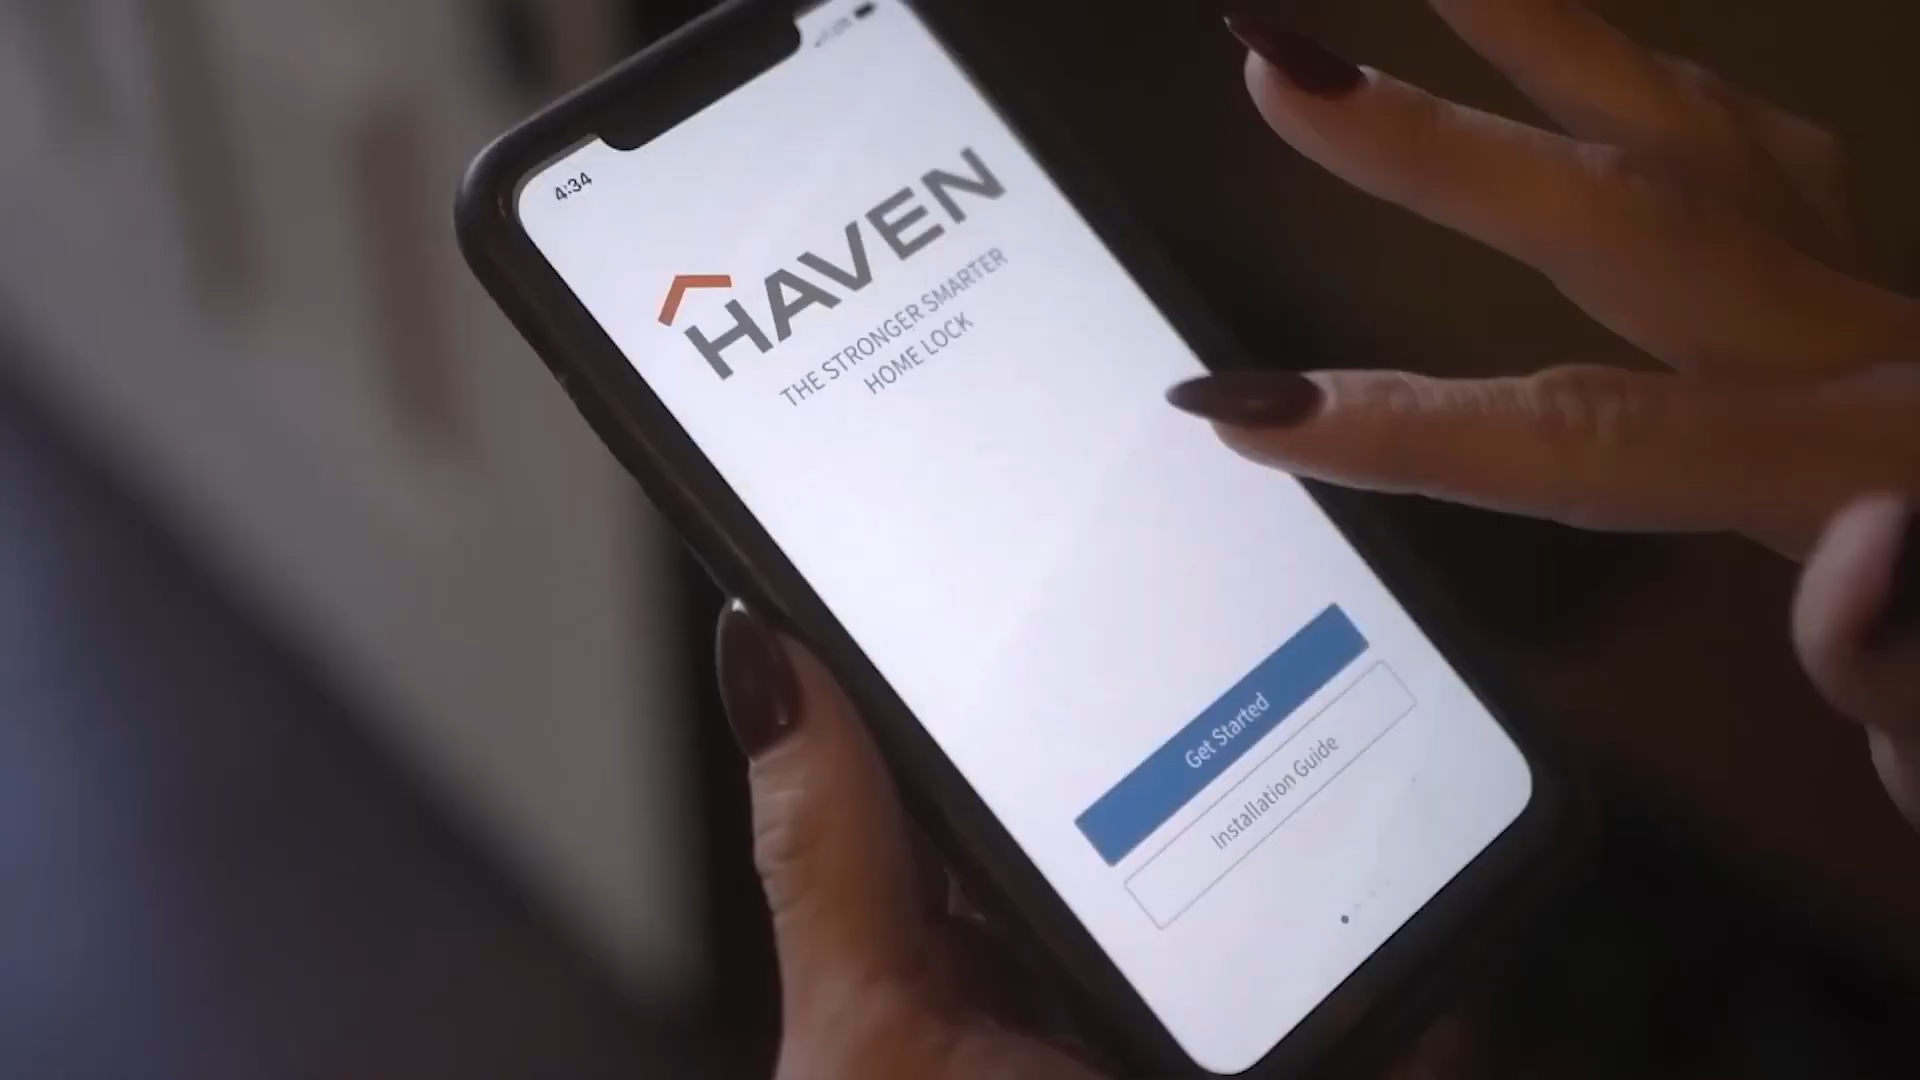 4:34
HAVEN
THE STRONGER SMARTER
HOME LOCK
Get Started
Installation Guide